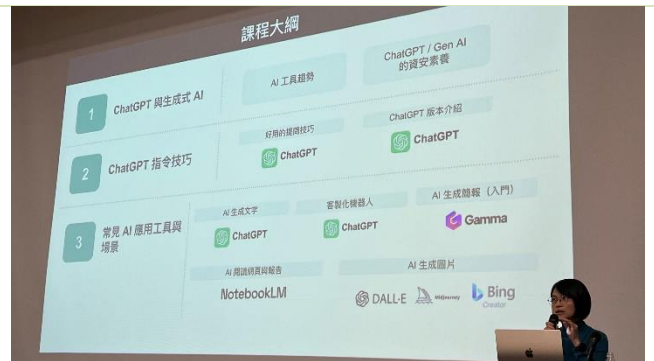 課程大綱
1
ChatGPT 與生成式 AI
AI 工具趨勢
ChatGPT / Gen AI
的資安素養
2
ChatGPT 指令技巧
好用的提問技巧
ChatGPT
ChatGPT 版本介紹
ChatGPT
3
常見 AI 應用工具與
場景
AI 生成文字
ChatGPT
客製化機器人
ChatGPT
AI 生成簡報（入門）
Gamma
AI 閱讀網頁與報告
NotebookLM
AI 生成圖片
DALL·E
Midjourney
Bing
Creator